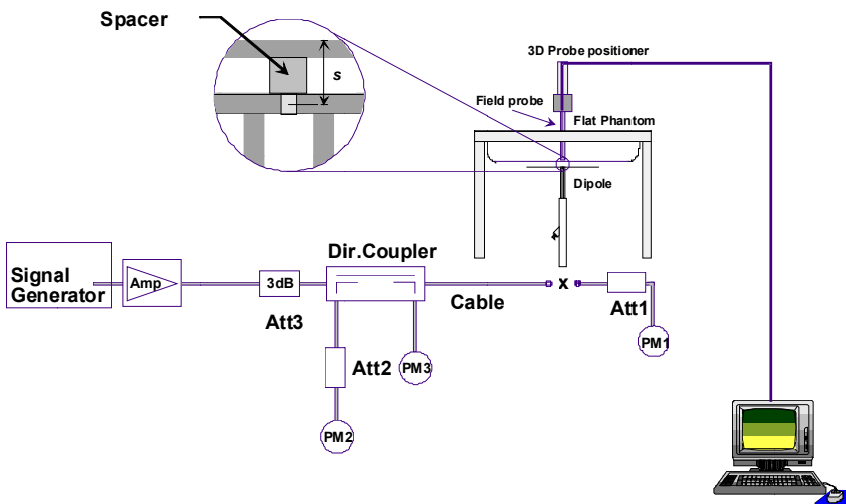 Spacer
s
3D Probe positioner
Field probe
Flat Phantom
Dipole
Signal
Generator
Amp
3dB
Att3
Dir.Coupler
Cable
x
Att1
PM1
Att2
PM3
PM2